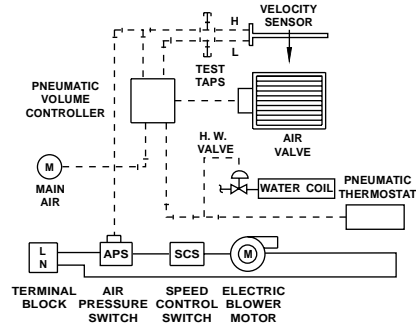 VELOCITY
SENSOR
H
L
TEST
TAPS
PNEUMATIC
VOLUME
CONTROLLER
AIR
VALVE
H. W.
VALVE
M
MAIN
AIR
WATER COIL
PNEUMATIC
THERMOSTAT
L
N
APS
SCS
M
TERMINAL
BLOCK
AIR
PRESSURE
SWITCH
SPEED
CONTROL
SWITCH
ELECTRIC
BLOWER
MOTOR